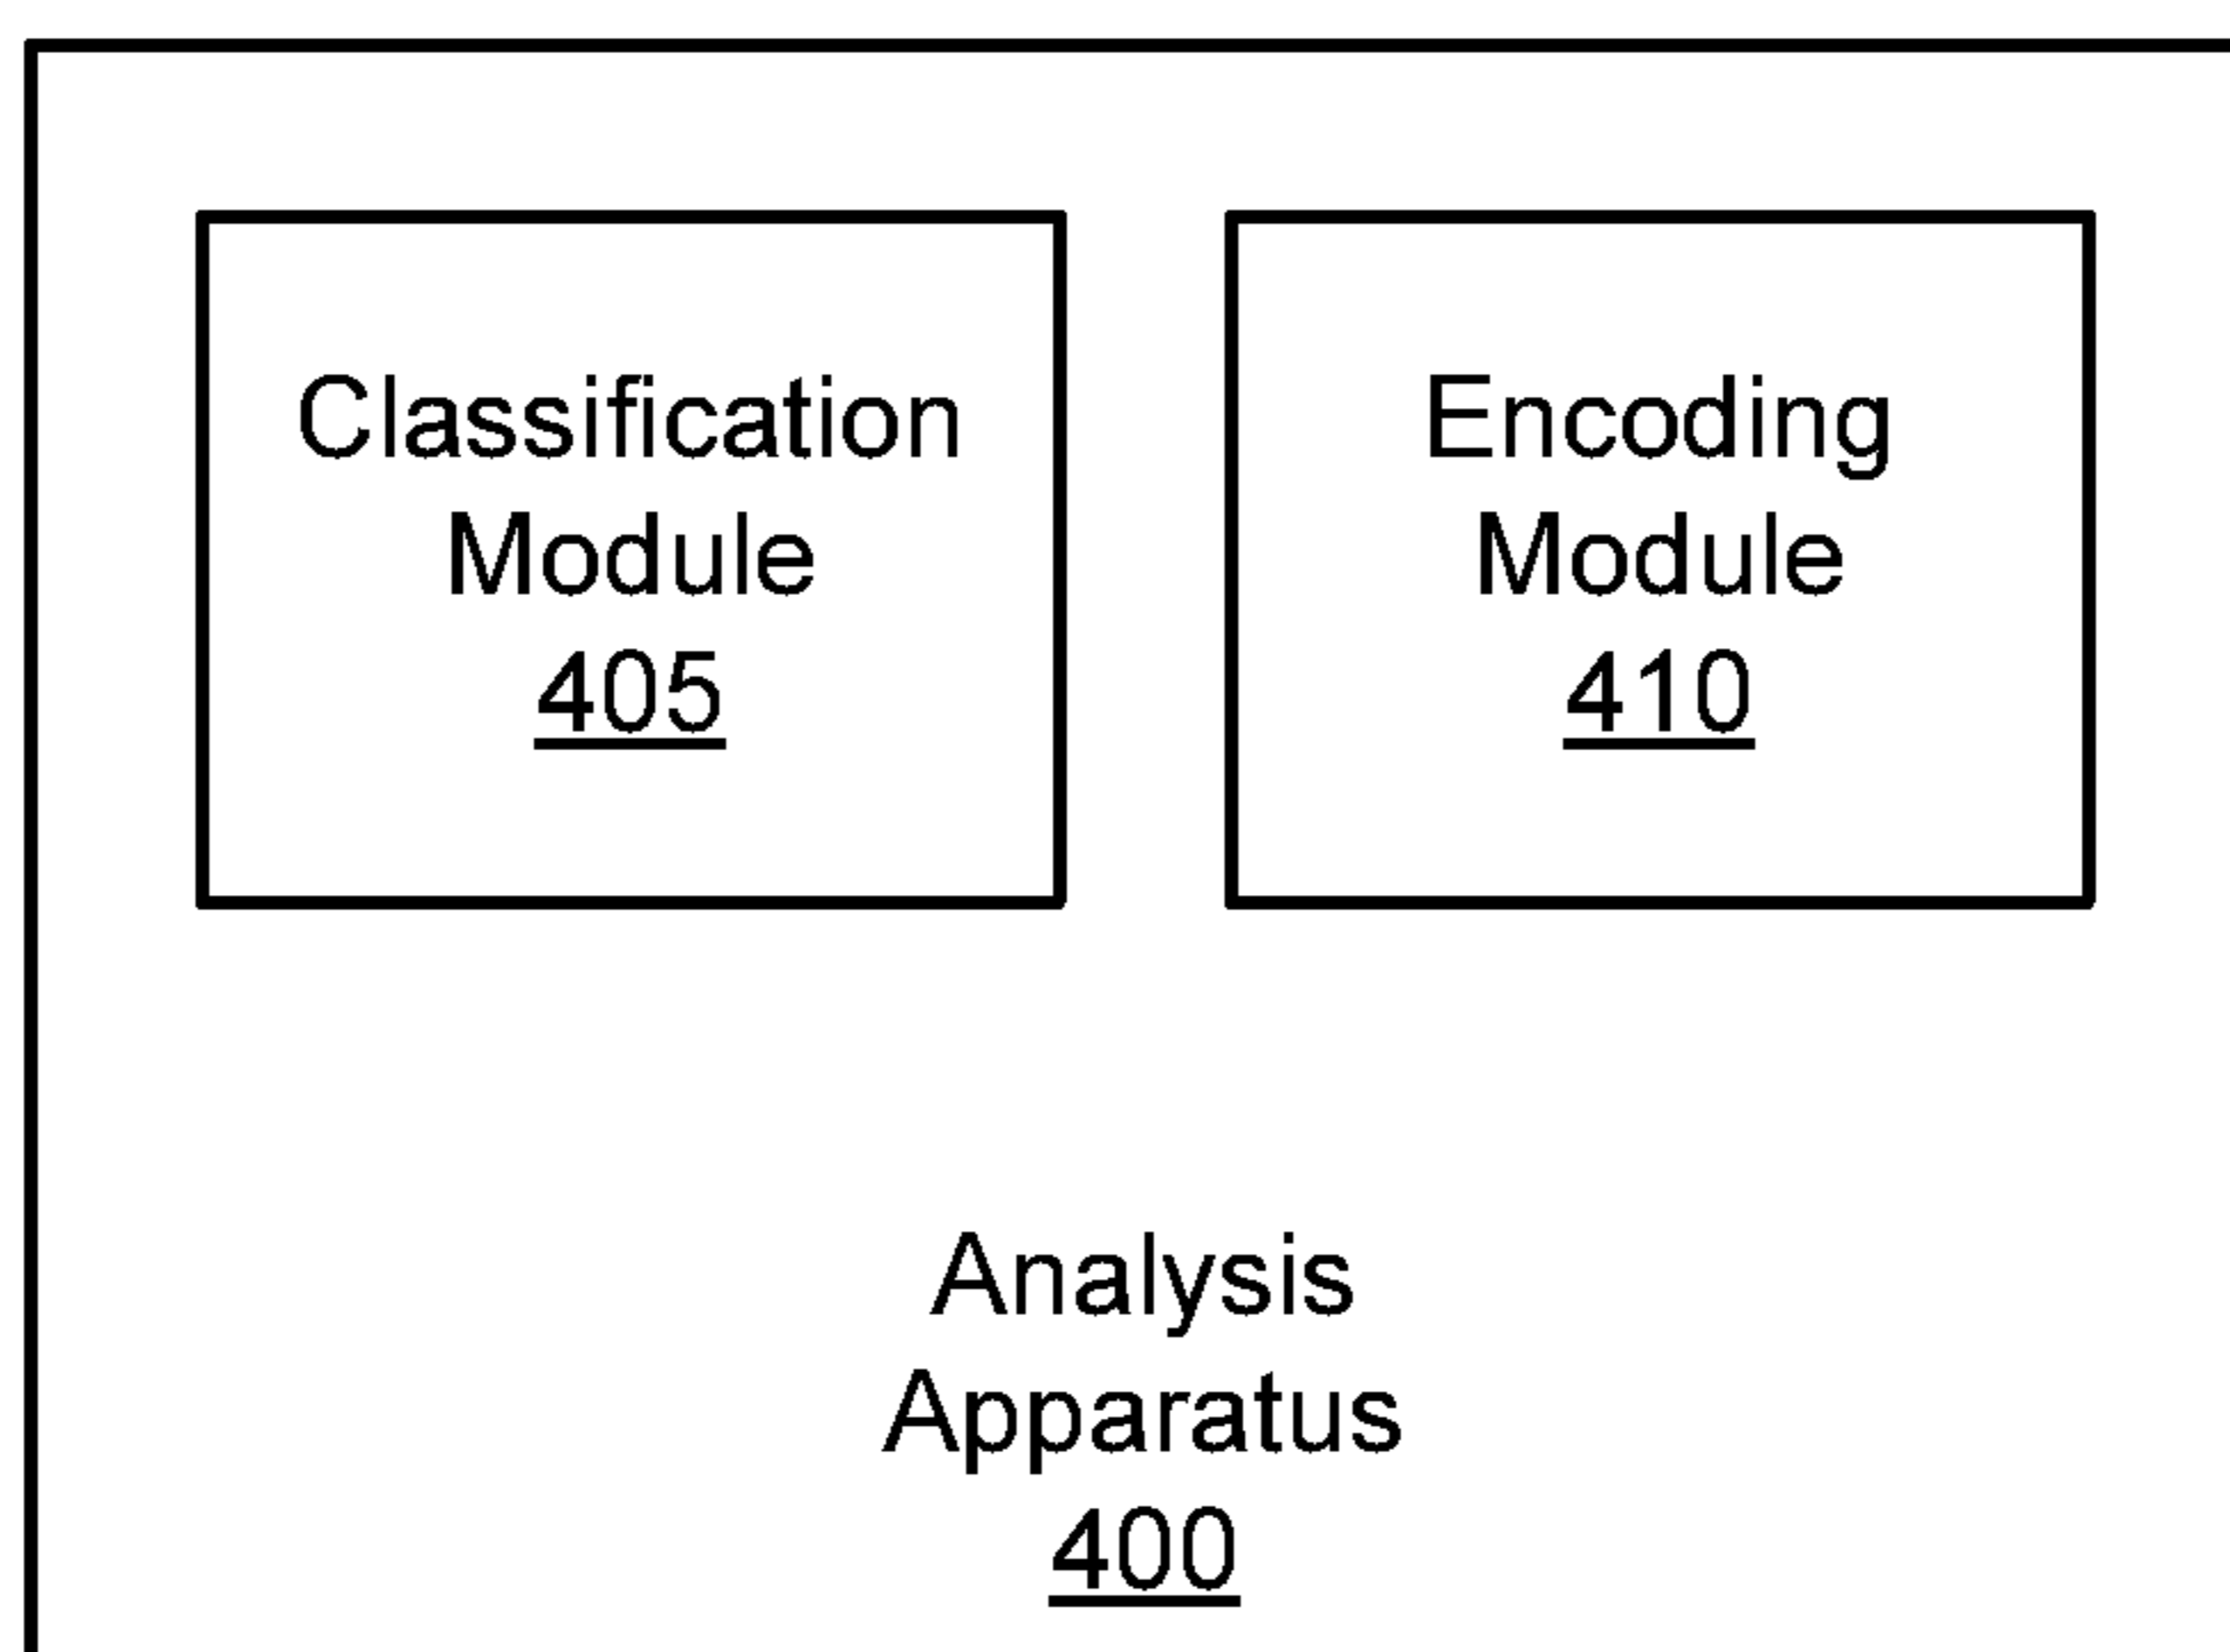 Classification
Module
405
Encoding
Module
410
Analysis
Apparatus
400